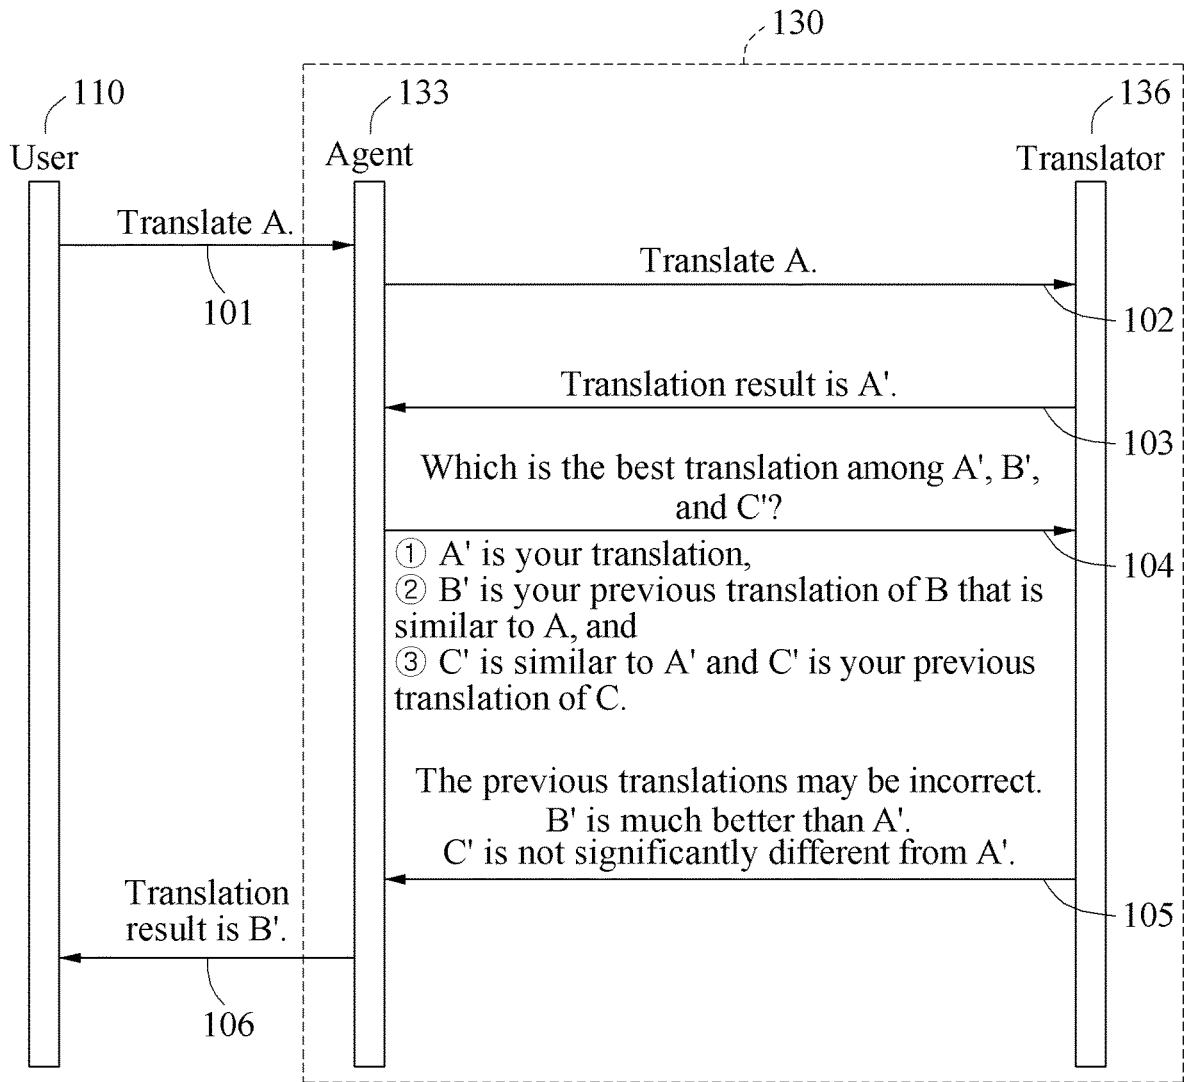 130
110
133
136
User
Agent
Translator
Translate A.
101
Translate A.
102
Translation result is A'.
103
Which is the best translation among A', B',
and C'?
104
① A' is your translation,
② B' is your previous translation of B that is
similar to A, and
③ C' is similar to A' and C' is your previous
translation of C.
The previous translations may be incorrect.
B' is much better than A'.
C' is not significantly different from A'.
105
Translation
result is B'.
106